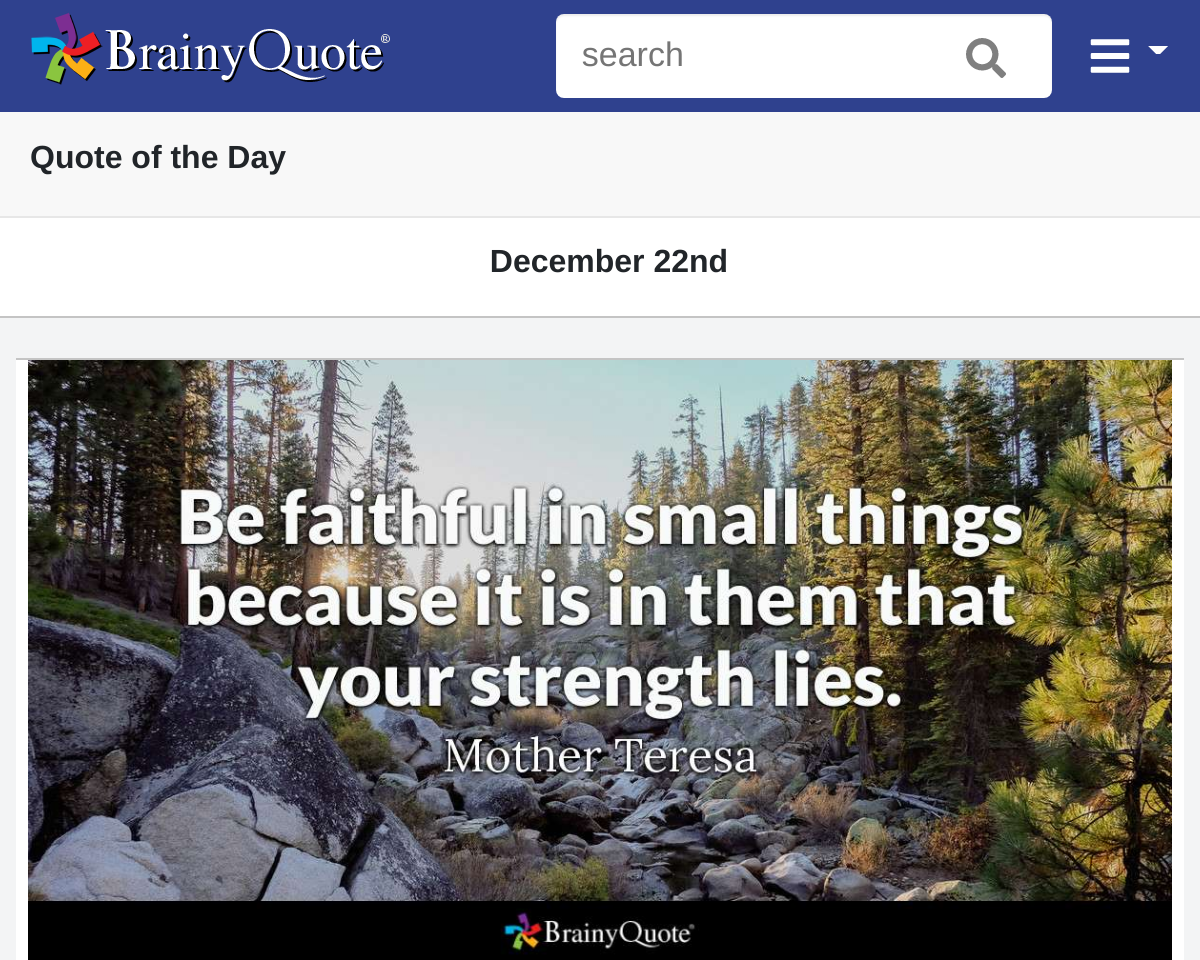 BrainyQuote®
search
Quote of the Day
December 22nd
Be faithful in small things
because it is in them that
your strength lies.
Mother Teresa
BrainyQuote®